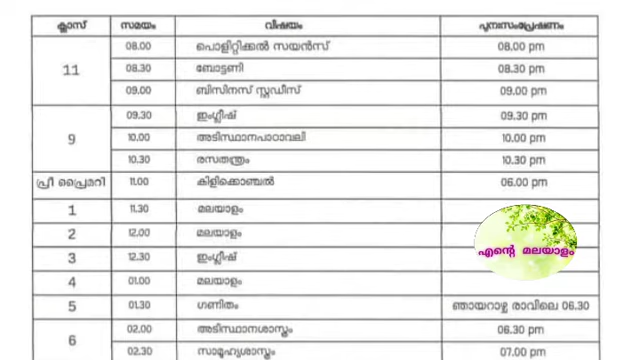 ക്ലാസ് സമയം വിഷയം പുനഃസംപ്രേഷണം
11 08.00 പൊളിറ്റിക്കൽ സയൻസ് 08.00 pm
08.30 ബോട്ടണി 08.30 pm
09.00 ബിസിനസ് സ്റ്റഡീസ് 09.00 pm
9 09.30 ഇംഗ്ലീഷ് 09.30 pm
10.00 അടിസ്ഥാനപാഠാവലി 10.00 pm
10.30 രസതന്ത്രം 10.30 pm
പ്രീ പ്രൈമറി 11.00 കിളിക്കൊഞ്ചൽ 06.00 pm
1 11.30 മലയാളം
2 12.00 മലയാളം
3 12.30 ഇംഗ്ലീഷ് എന്റെ മലയാളം
4 01.00 മലയാളം
5 01.30 ഗണിതം ഞായറാഴ്ച രാവിലെ 06.30
6 02.00 അടിസ്ഥാനശാസ്ത്രം 06.30 pm
02.30 സാമൂഹ്യശാസ്ത്രം 07.00 pm